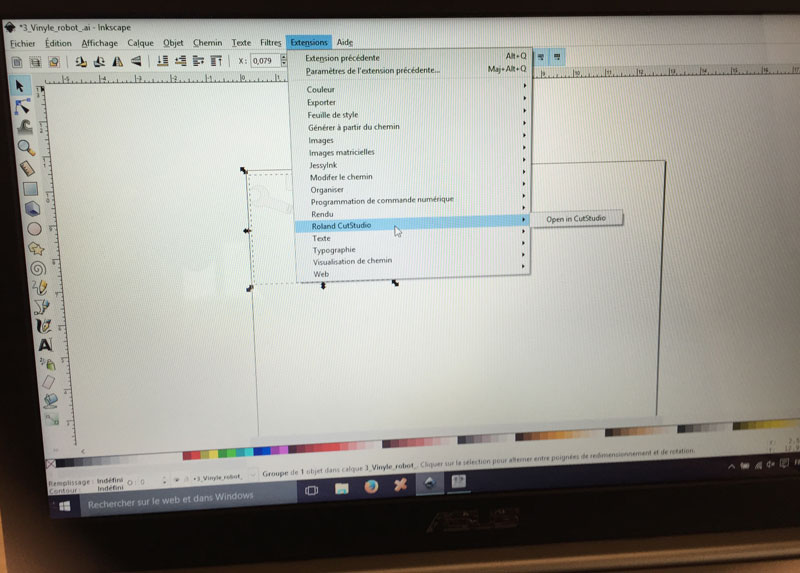 *3_Vinyle_robot_.ai - Inkscape
Fichier Édition Affichage Calque Objet Chemin Texte Filtres Extensions Aide
X: 0,079
Extension précédente Alt+Q
Paramètres de l'extension précédente... Maj+Alt+Q
Couleur
Exporter
Feuille de style
Générer à partir du chemin
Images
Images matricielles
JessyInk
Modifer le chemin
Organiser
Programmation de commande numérique
Rendu
Roland CutStudio
Open in CutStudio
Texte
Typographie
Visualisation de chemin
Web
Remplissage : Indéfini
Contour : Indéfini
O: 0
*3_Vinyle_robot_
Groupe de 1 objet dans calque 3_Vinyle_robot_. Cliquer sur la sélection pour alterner entre poignées de redimensionnement et de rotation.
Rechercher sur le web et dans Windows
ASUS